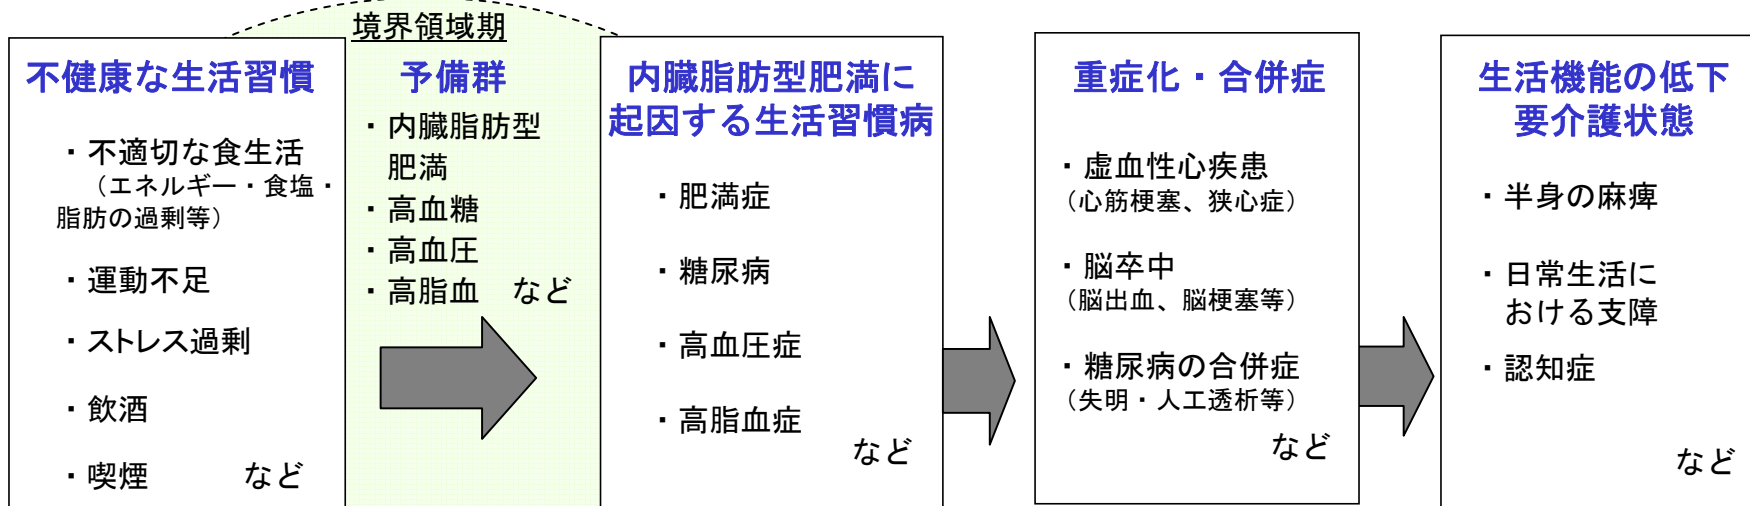 境界領域期
不健康な生活習慣
・不適切な食生活
（エネルギー・食塩・
脂肪の過剰等）
・運動不足
・ストレス過剰
・飲酒
・喫煙　など
予備群
・内臓脂肪型
肥満
・高血糖
・高血圧
・高脂血　など
内臓脂肪型肥満に
起因する生活習慣病
・肥満症
・糖尿病
・高血圧症
・高脂血症
など
重症化・合併症
・虚血性心疾患
（心筋梗塞、狭心症）
・脳卒中
（脳出血、脳梗塞等）
・糖尿病の合併症
（失明・人工透析等）
など
生活機能の低下
要介護状態
・半身の麻痺
・日常生活に
おける支障
・認知症
など